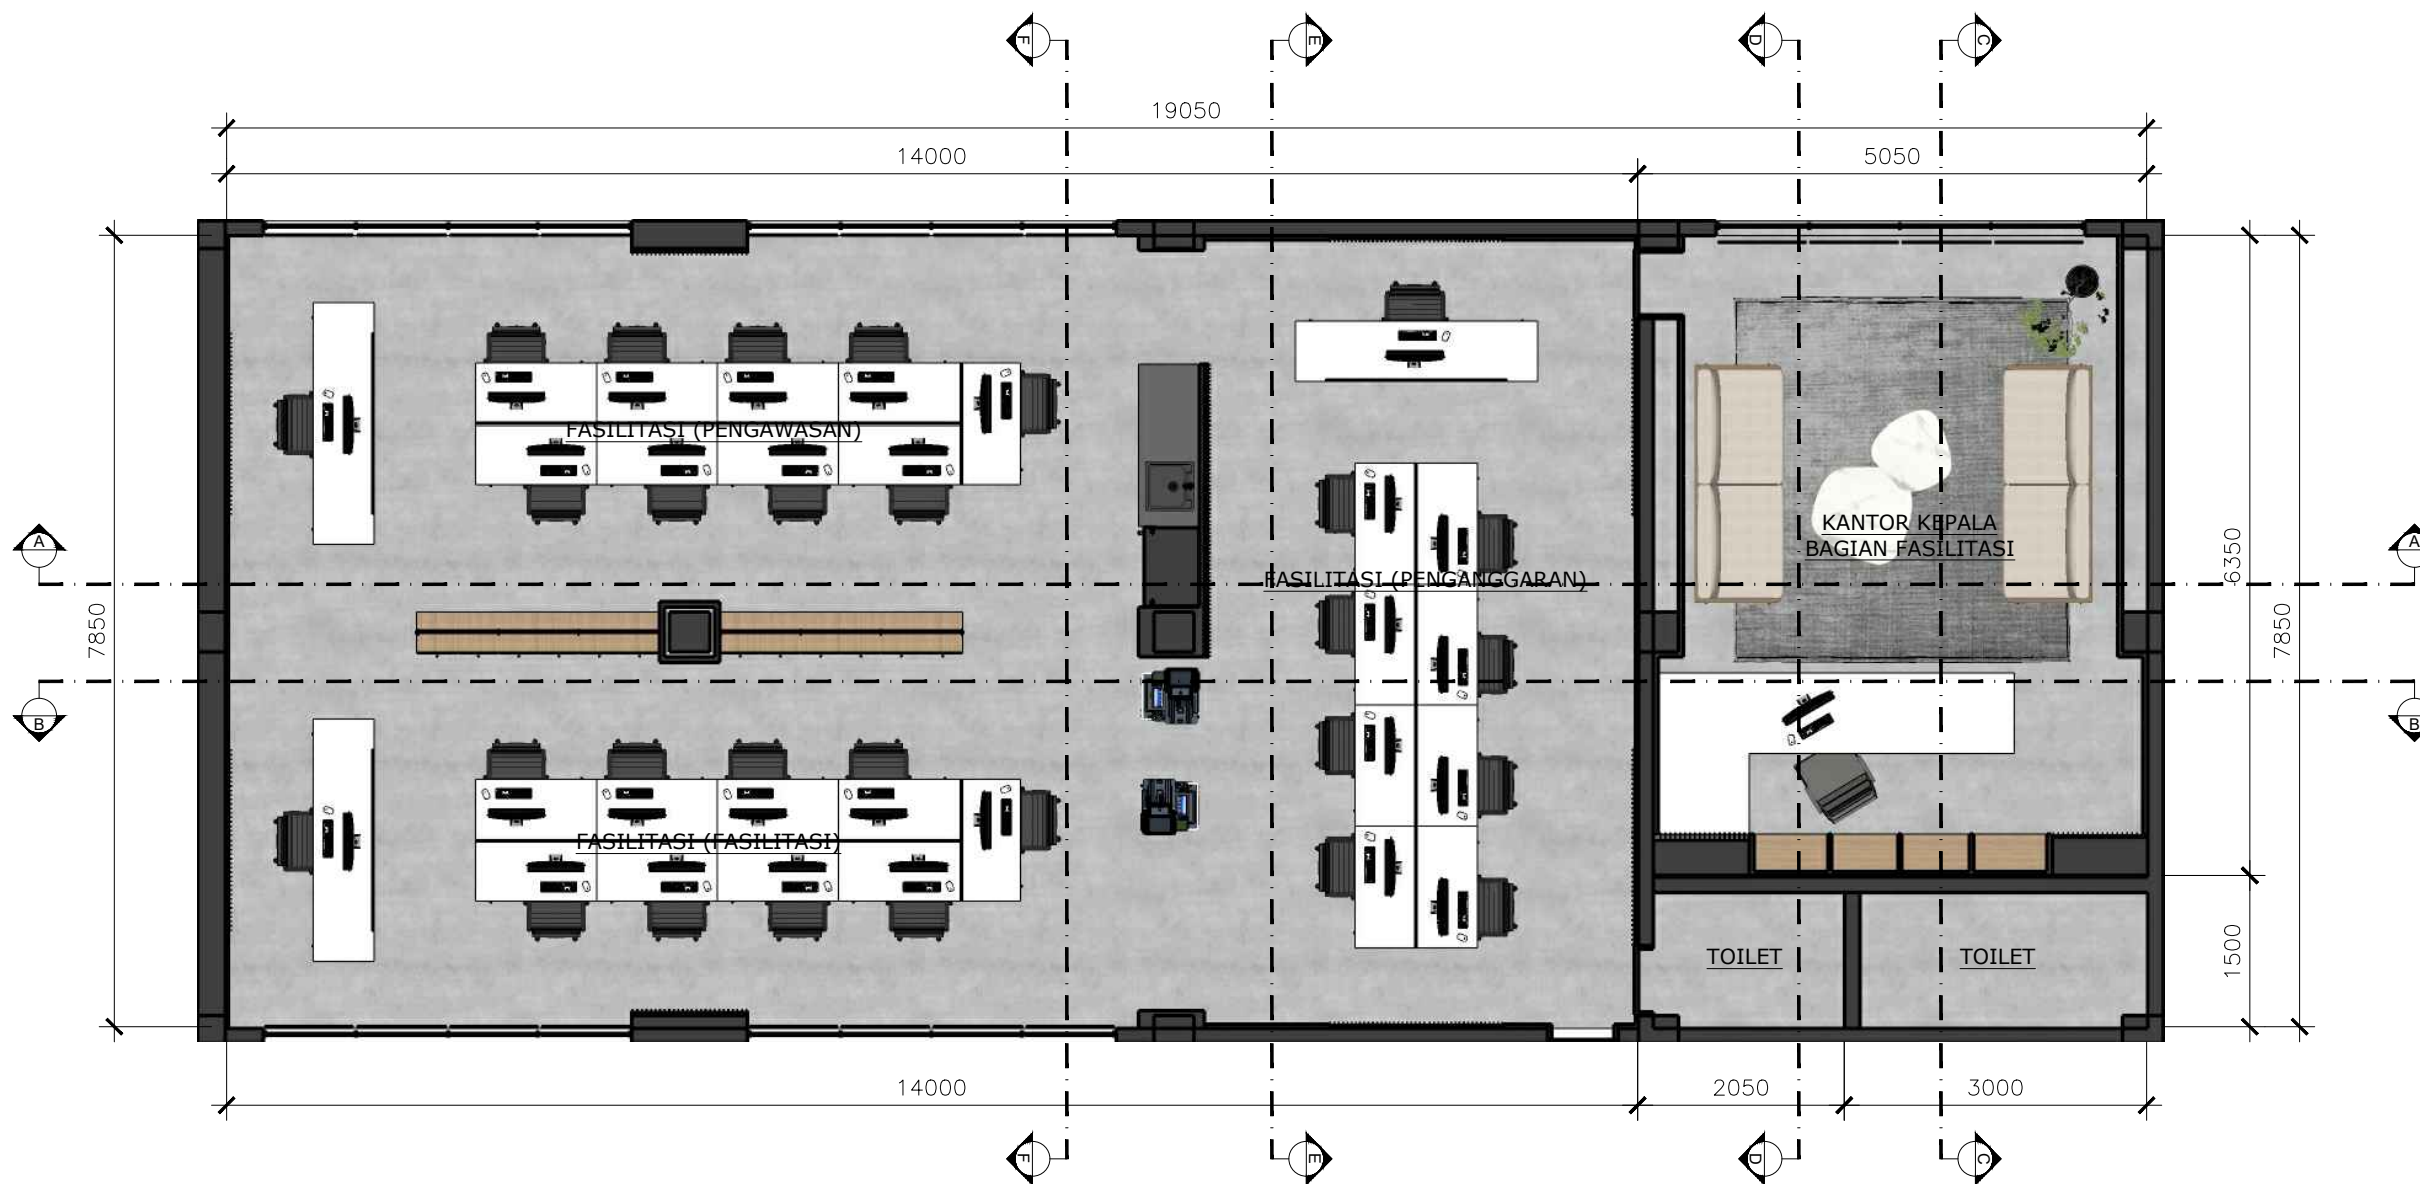 F
E
D
C
19050
14000
5050
FASILITASI (PENGAWASAN)
KANTOR KEPALA
BAGIAN FASILITASI
A
A
FASILITASI (PENGANGGARAN)
6350
7850
7850
B
B
FASILITASI (FASILITASI)
TOILET
TOILET
1500
14000
2050
3000
F
E
D
C